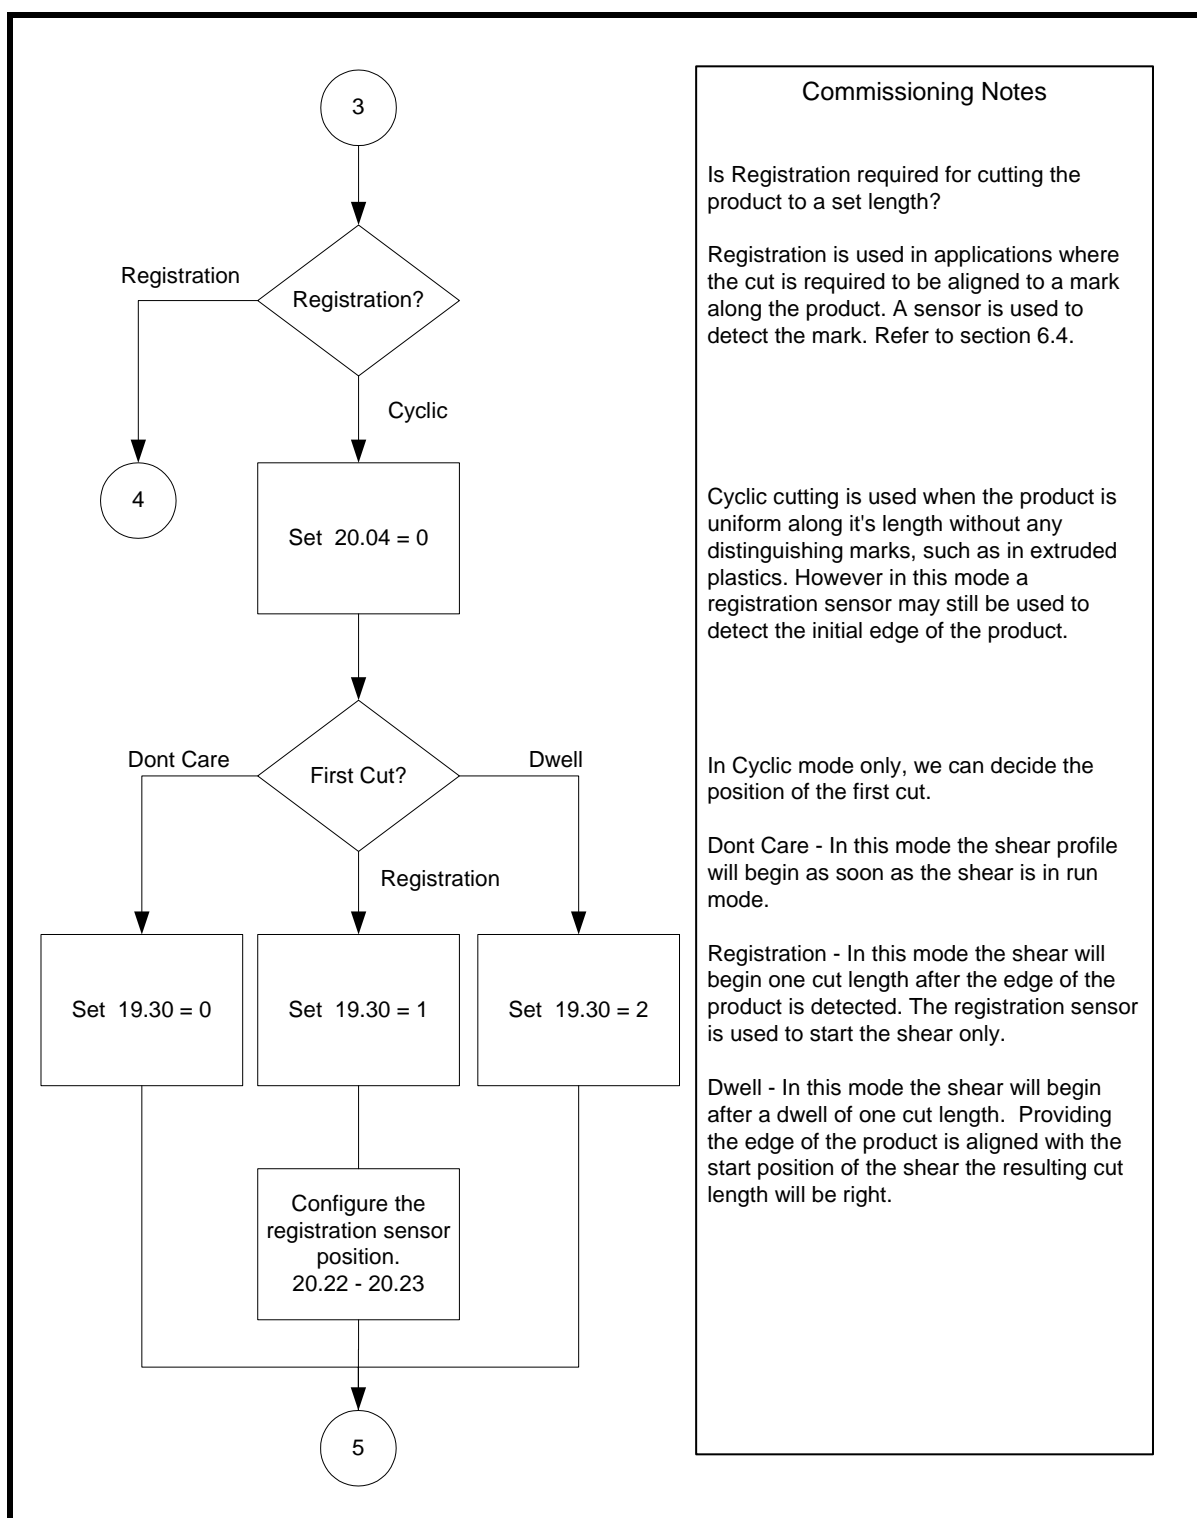 3
Registration
Registration?
Cyclic
4
Set 20.04 = 0
Dont Care
First Cut?
Dwell
Registration
Set 19.30 = 0
Set 19.30 = 1
Set 19.30 = 2
Configure the
registration sensor
position.
20.22 - 20.23
5
Commissioning Notes
Is Registration required for cutting the
product to a set length?
Registration is used in applications where
the cut is required to be aligned to a mark
along the product. A sensor is used to
detect the mark. Refer to section 6.4.
Cyclic cutting is used when the product is
uniform along it's length without any
distinguishing marks, such as in extruded
plastics. However in this mode a
registration sensor may still be used to
detect the initial edge of the product.
In Cyclic mode only, we can decide the
position of the first cut.
Dont Care - In this mode the shear profile
will begin as soon as the shear is in run
mode.
Registration - In this mode the shear will
begin one cut length after the edge of the
product is detected. The registration sensor
is used to start the shear only.
Dwell - In this mode the shear will begin
after a dwell of one cut length.  Providing
the edge of the product is aligned with the
start position of the shear the resulting cut
length will be right.